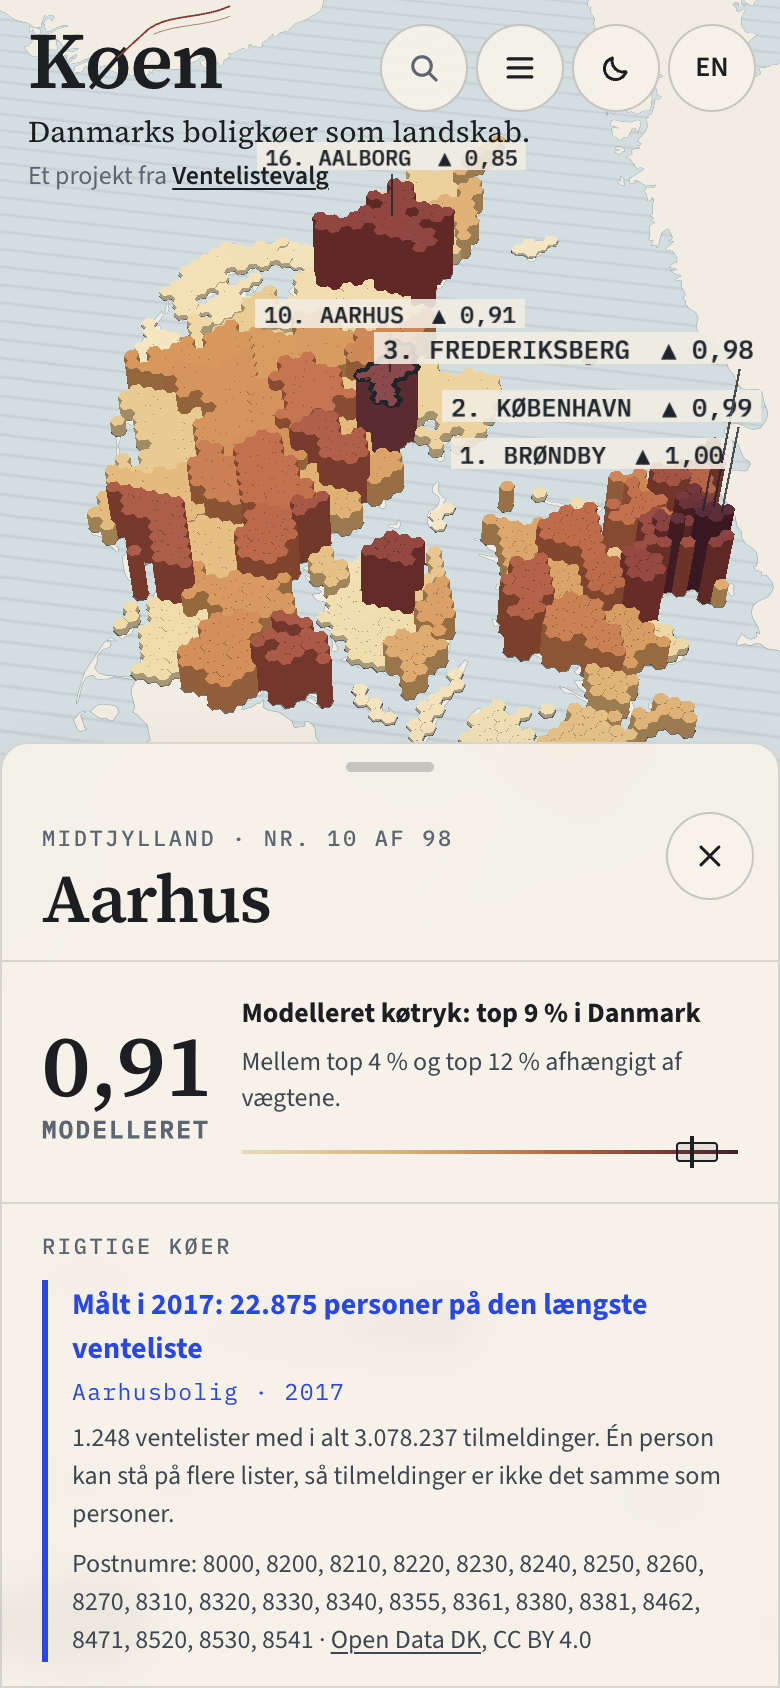 Køen
EN
Danmarks boligkøer som landskab.
Et projekt fra Ventelistevalg
16. AALBORG ▲ 0,85
10. AARHUS ▲ 0,91
3. FREDERIKSBERG ▲ 0,98
2. KØBENHAVN ▲ 0,99
1. BRØNDBY ▲ 1,00
MIDTJYLLAND · NR. 10 AF 98
Aarhus
0,91
MODELLERET
Modelleret køtryk: top 9 % i Danmark
Mellem top 4 % og top 12 % afhængigt af
vægtene.
RIGTIGE KØER
Målt i 2017: 22.875 personer på den længste
venteliste
Aarhusbolig · 2017
1.248 ventelister med i alt 3.078.237 tilmeldinger. Én person
kan stå på flere lister, så tilmeldinger er ikke det samme som
personer.
Postnumre: 8000, 8200, 8210, 8220, 8230, 8240, 8250, 8260,
8270, 8310, 8320, 8330, 8340, 8355, 8361, 8380, 8381, 8462,
8471, 8520, 8530, 8541 · Open Data DK, CC BY 4.0